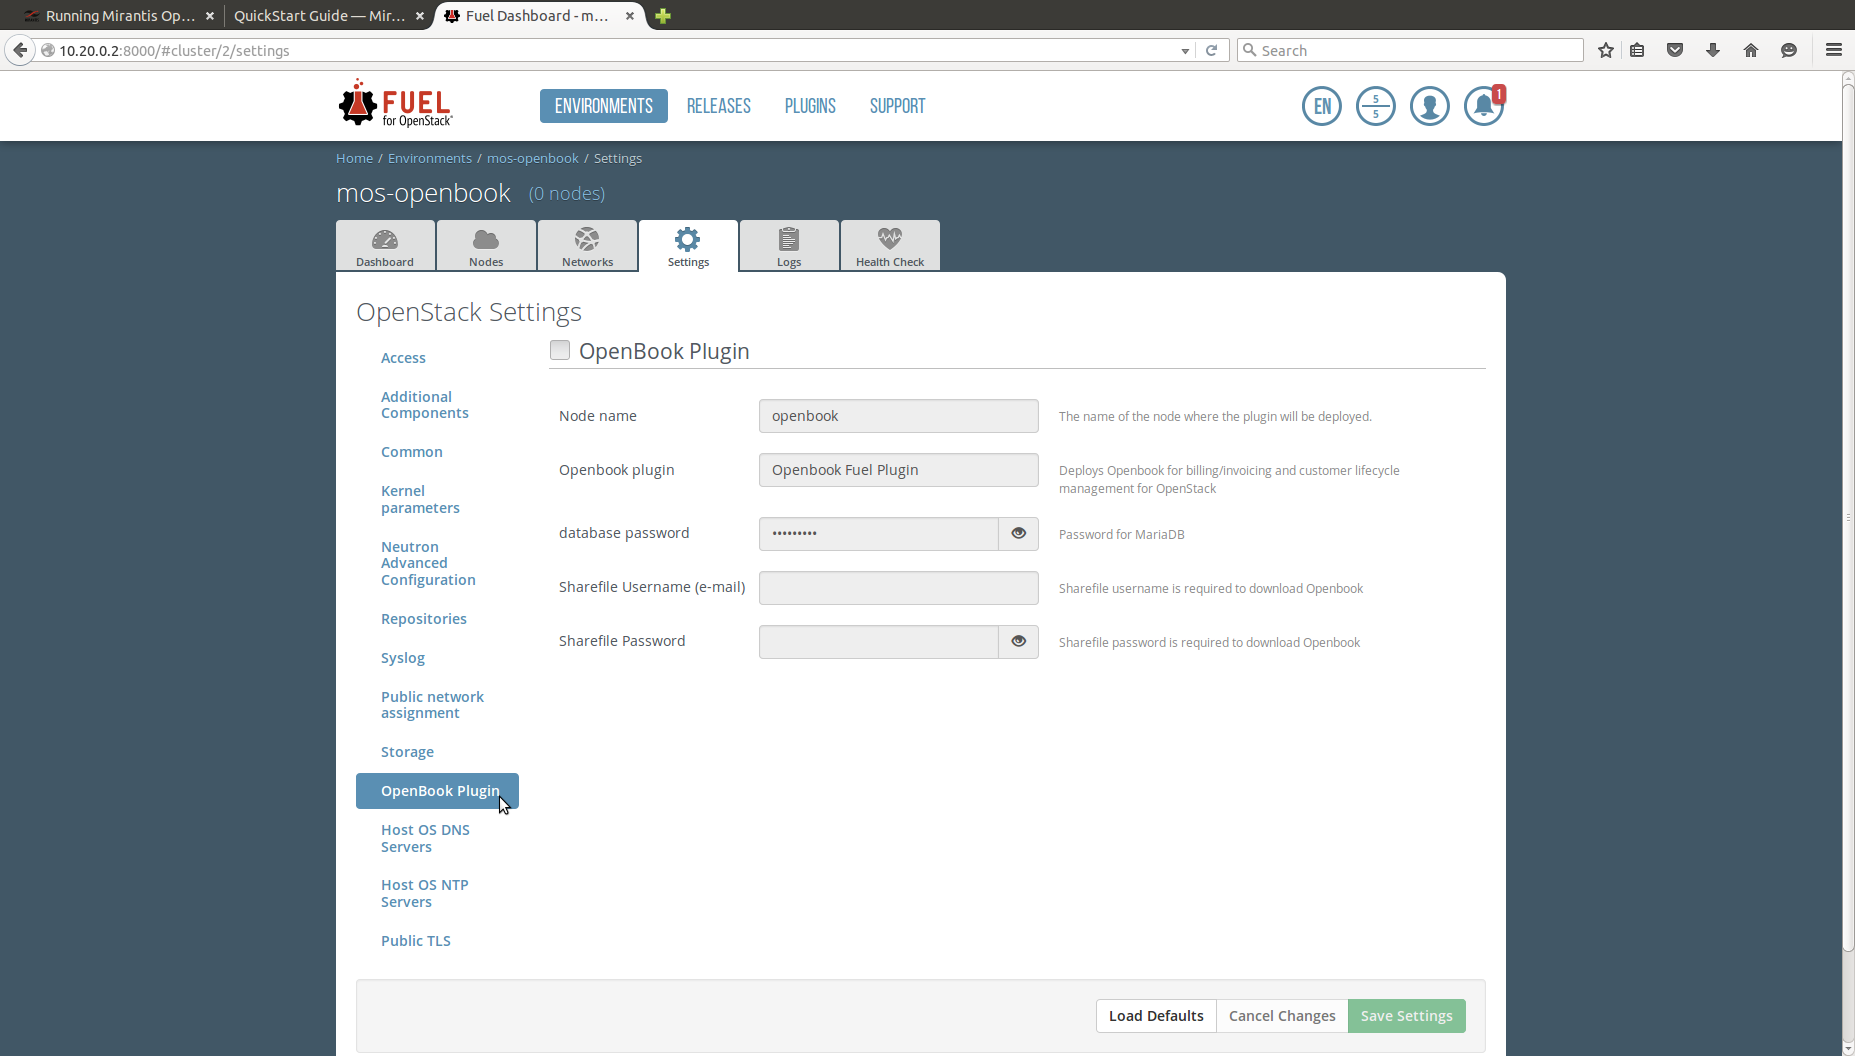 Running Mirantis Op...
QuickStart Guide — Mir...
Fuel Dashboard - m...
10.20.0.2:8000/#cluster/2/settings
Search
FUEL
for OpenStack
ENVIRONMENTS
RELEASES
PLUGINS
SUPPORT
EN
5
5
1
Home / Environments / mos-openbook / Settings
mos-openbook (0 nodes)
Dashboard
Nodes
Networks
Settings
Logs
Health Check
OpenStack Settings
Access
Additional
Components
Common
Kernel
parameters
Neutron
Advanced
Configuration
Repositories
Syslog
Public network
assignment
Storage
OpenBook Plugin
Host OS DNS
Servers
Host OS NTP
Servers
Public TLS
OpenBook Plugin
Node name
openbook
The name of the node where the plugin will be deployed.
Openbook plugin
Openbook Fuel Plugin
Deploys Openbook for billing/invoicing and customer lifecycle
management for OpenStack
database password
•••••••••
Password for MariaDB
Sharefile Username (e-mail)
Sharefile username is required to download Openbook
Sharefile Password
Sharefile password is required to download Openbook
Load Defaults
Cancel Changes
Save Settings